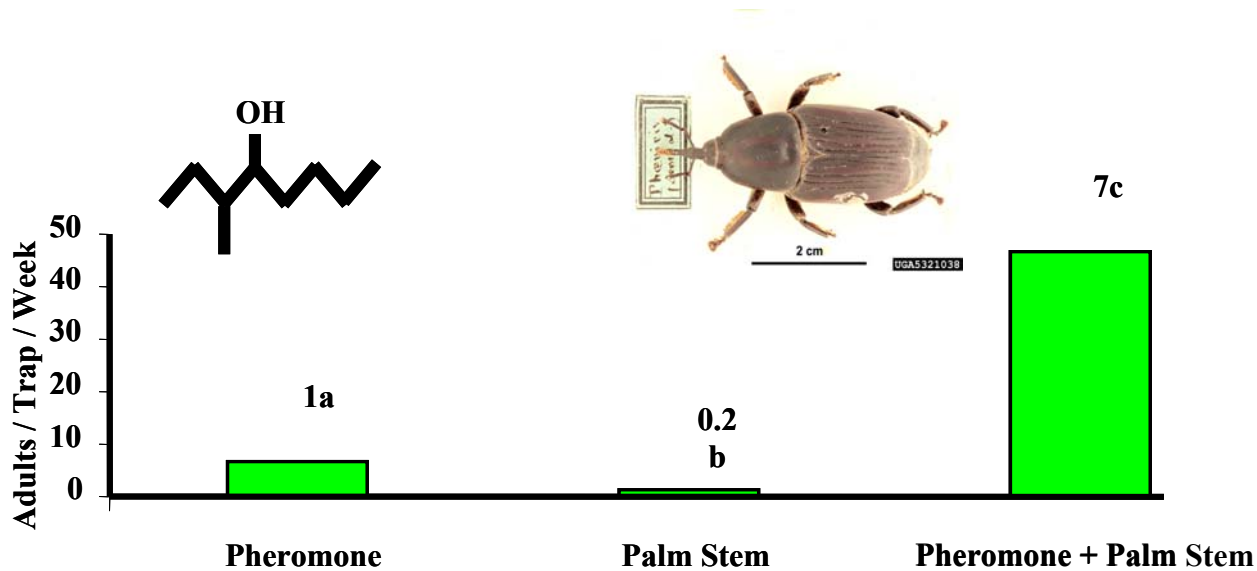 OH
7c
2 cm
UGA5321038
Adults / Trap / Week
50
40
30
20
10
0
1a
0.2
b
Pheromone
Palm Stem
Pheromone + Palm Stem